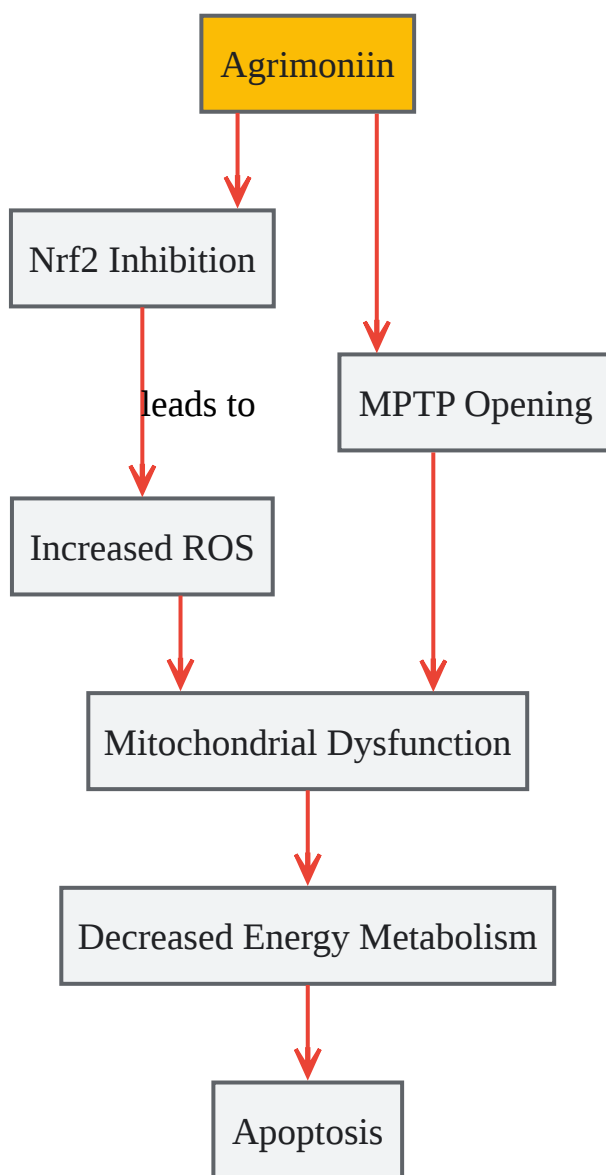 Agrimoniin
Nrf2 Inhibition
leads to
MPTP Opening
Increased ROS
Mitochondrial Dysfunction
Decreased Energy Metabolism
Apoptosis